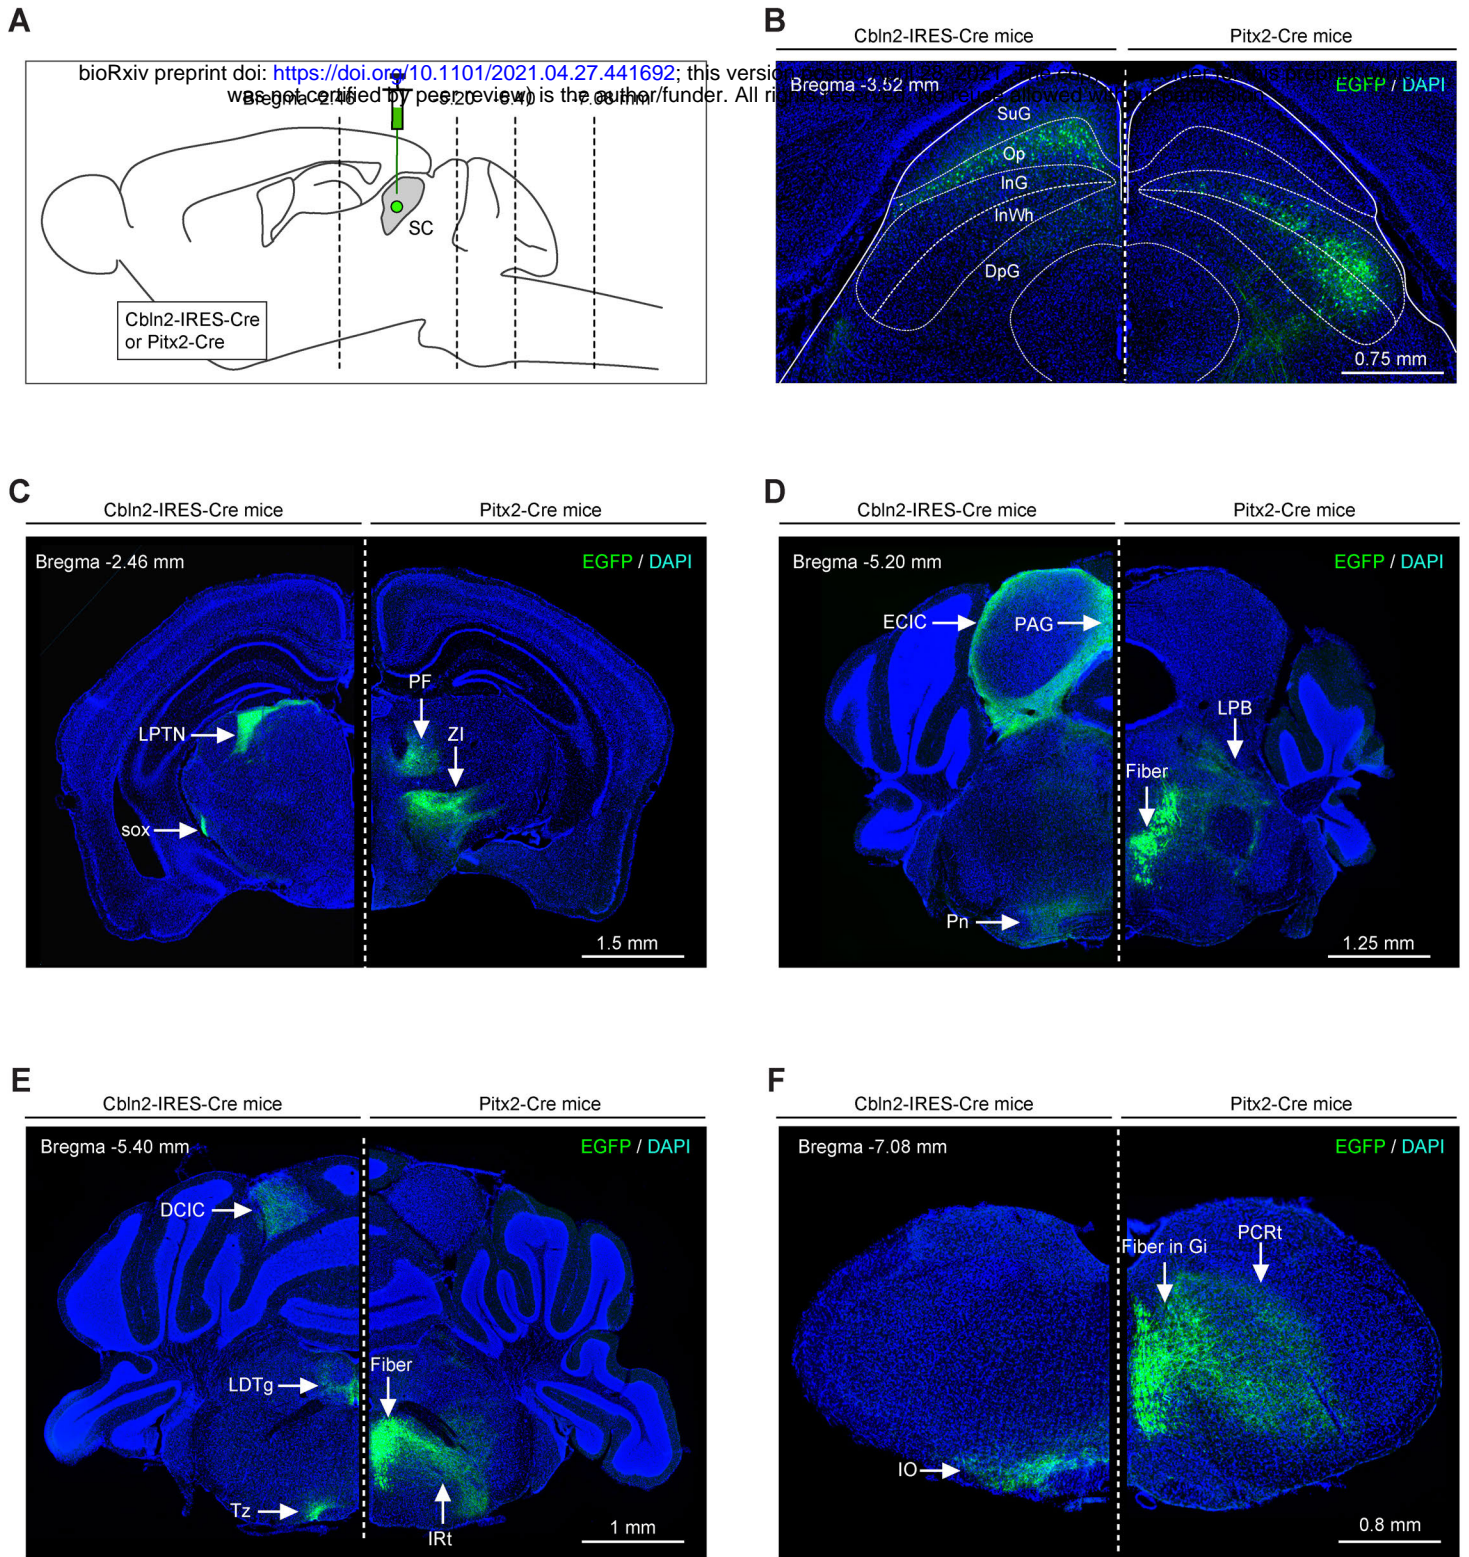 A
bioRxiv preprint doi: https://doi.org/10.1101/2021.04.27.441692; this version
was not certified by peer review) is the author/funder. All
Bregma -2.46 -5.20 -5.40 -7.08 mm
SC
Cbln2-IRES-Cre
or Pitx2-Cre
B
Cbln2-IRES-Cre mice Pitx2-Cre mice
Bregma -3.52 mm EGFP / DAPI
SuG
Op
InG
InWh
DpG
0.75 mm
C
Cbln2-IRES-Cre mice Pitx2-Cre mice
Bregma -2.46 mm EGFP / DAPI
PF
LPTN ZI
sox
1.5 mm
D
Cbln2-IRES-Cre mice Pitx2-Cre mice
Bregma -5.20 mm EGFP / DAPI
ECIC PAG
LPB
Fiber
Pn
1.25 mm
E
Cbln2-IRES-Cre mice Pitx2-Cre mice
Bregma -5.40 mm EGFP / DAPI
DCIC
Fiber
LDTg
Tz
IRt
1 mm
F
Cbln2-IRES-Cre mice Pitx2-Cre mice
Bregma -7.08 mm EGFP / DAPI
Fiber in Gi PCRt
IO
0.8 mm